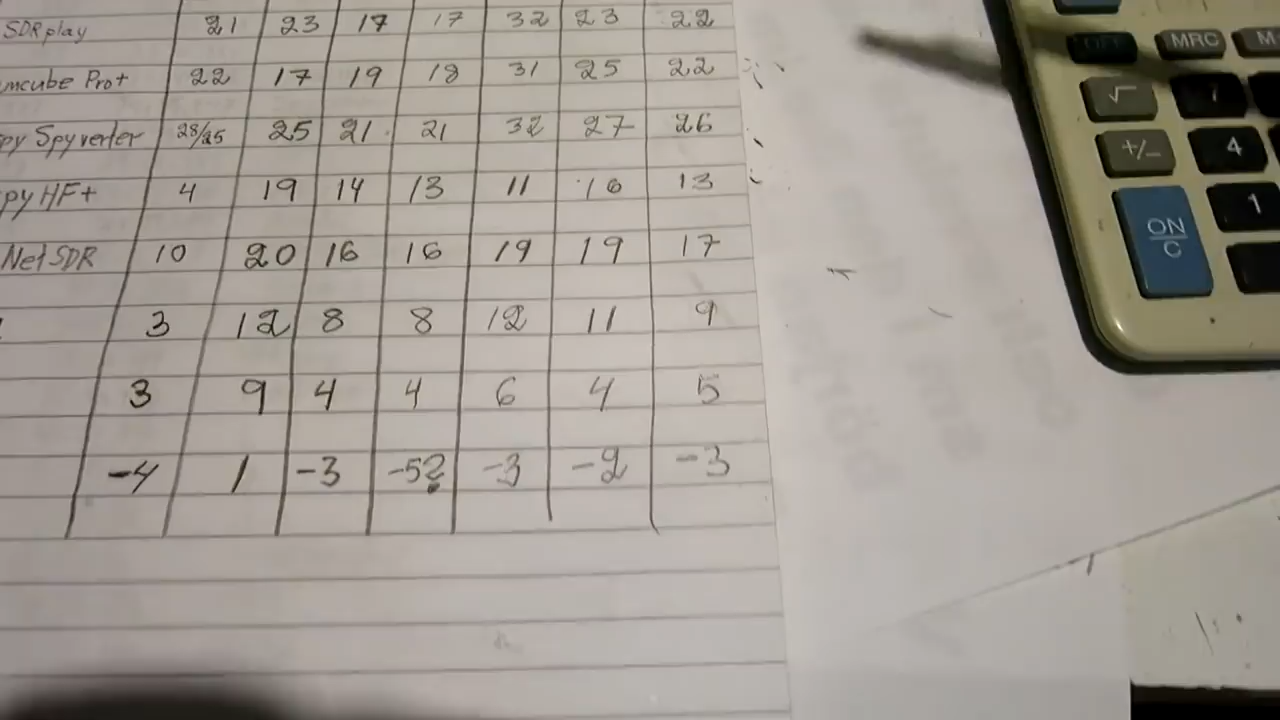 SDRplay 21 23 17 17 32 23 22
mcube Pro+ 22 17 19 18 31 25 22
py Spyverter 28/25 25 21 21 32 27 26
py HF+ 4 19 14 13 11 16 13
NetSDR 10 20 16 16 19 19 17
3 12 8 8 12 11 9
3 9 4 4 6 4 5
-4 1 -3 -5? -3 -2 -3
OFF MRC M
√ 7
+/- 4
ON/C 1